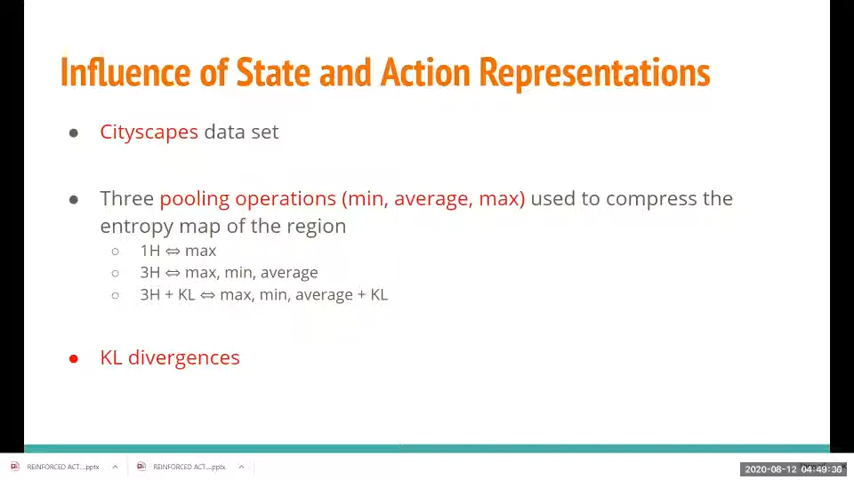 Influence of State and Action Representations
● Cityscapes data set
● Three pooling operations (min, average, max) used to compress the
entropy map of the region
○ 1H ⇔ max
○ 3H ⇔ max, min, average
○ 3H + KL ⇔ max, min, average + KL
● KL divergences
REINFORCED ACT....pptx
REINFORCED ACT....pptx
2020-08-12 04:49:30